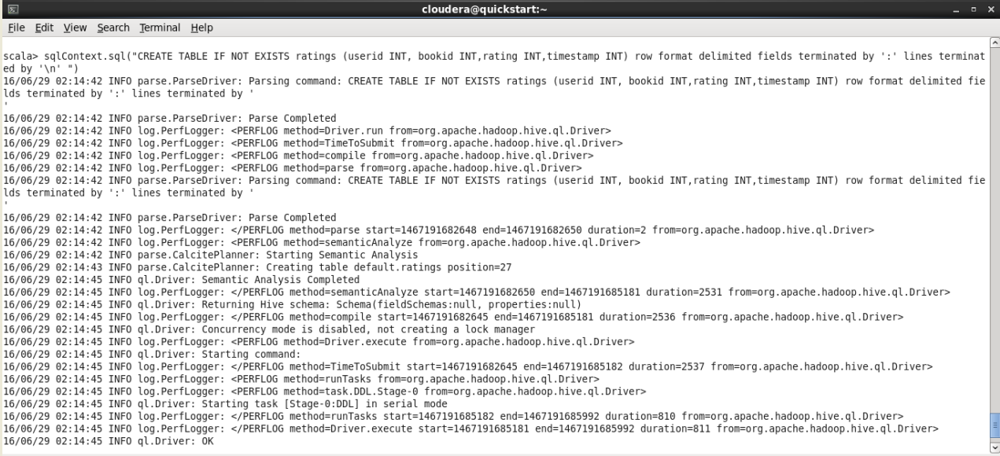 cloudera@quickstart:~
File Edit View Search Terminal Help
scala> sqlContext.sql("CREATE TABLE IF NOT EXISTS ratings (userid INT, bookid INT,rating INT,timestamp INT) row format delimited fields terminated by ':' lines terminat
ed by '\n' ")
16/06/29 02:14:42 INFO parse.ParseDriver: Parsing command: CREATE TABLE IF NOT EXISTS ratings (userid INT, bookid INT,rating INT,timestamp INT) row format delimited fie
lds terminated by ':' lines terminated by '
'
16/06/29 02:14:42 INFO parse.ParseDriver: Parse Completed
16/06/29 02:14:42 INFO log.PerfLogger: <PERFLOG method=Driver.run from=org.apache.hadoop.hive.ql.Driver>
16/06/29 02:14:42 INFO log.PerfLogger: <PERFLOG method=TimeToSubmit from=org.apache.hadoop.hive.ql.Driver>
16/06/29 02:14:42 INFO log.PerfLogger: <PERFLOG method=compile from=org.apache.hadoop.hive.ql.Driver>
16/06/29 02:14:42 INFO log.PerfLogger: <PERFLOG method=parse from=org.apache.hadoop.hive.ql.Driver>
16/06/29 02:14:42 INFO parse.ParseDriver: Parsing command: CREATE TABLE IF NOT EXISTS ratings (userid INT, bookid INT,rating INT,timestamp INT) row format delimited fie
lds terminated by ':' lines terminated by '
'
16/06/29 02:14:42 INFO parse.ParseDriver: Parse Completed
16/06/29 02:14:42 INFO log.PerfLogger: </PERFLOG method=parse start=1467191682648 end=1467191682650 duration=2 from=org.apache.hadoop.hive.ql.Driver>
16/06/29 02:14:42 INFO log.PerfLogger: <PERFLOG method=semanticAnalyze from=org.apache.hadoop.hive.ql.Driver>
16/06/29 02:14:42 INFO parse.CalcitePlanner: Starting Semantic Analysis
16/06/29 02:14:43 INFO parse.CalcitePlanner: Creating table default.ratings position=27
16/06/29 02:14:45 INFO ql.Driver: Semantic Analysis Completed
16/06/29 02:14:45 INFO log.PerfLogger: </PERFLOG method=semanticAnalyze start=1467191682650 end=1467191685181 duration=2531 from=org.apache.hadoop.hive.ql.Driver>
16/06/29 02:14:45 INFO ql.Driver: Returning Hive schema: Schema(fieldSchemas:null, properties:null)
16/06/29 02:14:45 INFO log.PerfLogger: </PERFLOG method=compile start=1467191682645 end=1467191685181 duration=2536 from=org.apache.hadoop.hive.ql.Driver>
16/06/29 02:14:45 INFO ql.Driver: Concurrency mode is disabled, not creating a lock manager
16/06/29 02:14:45 INFO log.PerfLogger: <PERFLOG method=Driver.execute from=org.apache.hadoop.hive.ql.Driver>
16/06/29 02:14:45 INFO ql.Driver: Starting command:
16/06/29 02:14:45 INFO log.PerfLogger: </PERFLOG method=TimeToSubmit start=1467191682645 end=1467191685182 duration=2537 from=org.apache.hadoop.hive.ql.Driver>
16/06/29 02:14:45 INFO log.PerfLogger: <PERFLOG method=runTasks from=org.apache.hadoop.hive.ql.Driver>
16/06/29 02:14:45 INFO log.PerfLogger: <PERFLOG method=task.DDL.Stage-0 from=org.apache.hadoop.hive.ql.Driver>
16/06/29 02:14:45 INFO ql.Driver: Starting task [Stage-0:DDL] in serial mode
16/06/29 02:14:45 INFO log.PerfLogger: </PERFLOG method=runTasks start=1467191685182 end=1467191685992 duration=810 from=org.apache.hadoop.hive.ql.Driver>
16/06/29 02:14:45 INFO log.PerfLogger: </PERFLOG method=Driver.execute start=1467191685181 end=1467191685992 duration=811 from=org.apache.hadoop.hive.ql.Driver>
16/06/29 02:14:45 INFO ql.Driver: OK